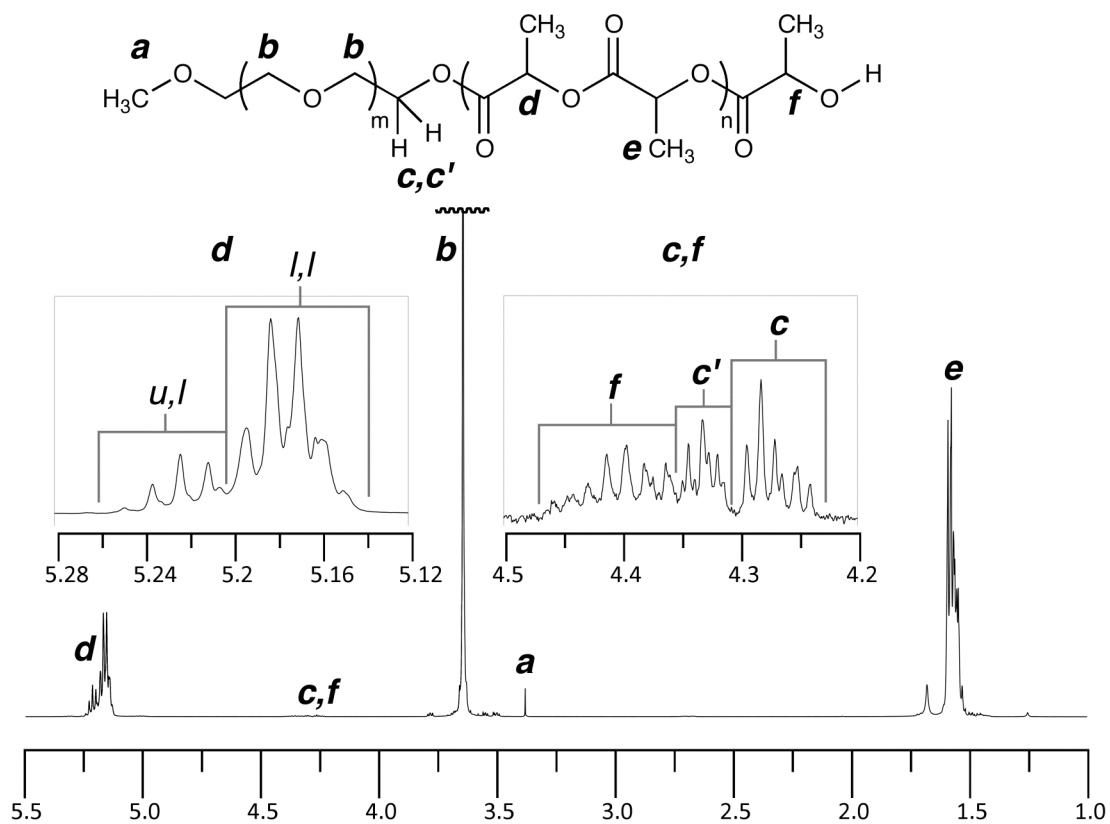 CH₃ O CH₃
a b b O O O H
H₃C O m O d O n f O
H H O e CH₃ O
c,c'
d b c,f
l,l
c
u,l f c' e
5.28 5.24 5.2 5.16 5.12 4.5 4.4 4.3 4.2
d a
c,f
5.5 5.0 4.5 4.0 3.5 3.0 2.5 2.0 1.5 1.0